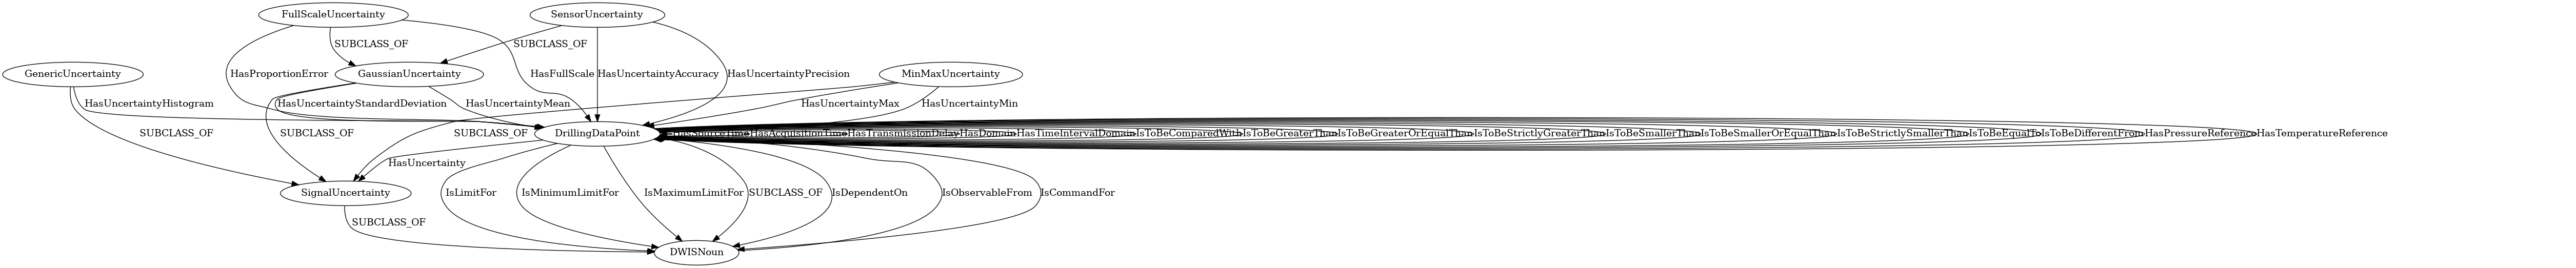 FullScaleUncertainty
SensorUncertainty
SUBCLASS_OF
SUBCLASS_OF
GenericUncertainty
HasProportionError
GaussianUncertainty
HasFullScale
HasUncertaintyAccuracy
HasUncertaintyPrecision
MinMaxUncertainty
HasUncertaintyHistogram
HasUncertaintyStandardDeviation
HasUncertaintyMean
HasUncertaintyMax
HasUncertaintyMin
SUBCLASS_OF
SUBCLASS_OF
SUBCLASS_OF
DrillingDataPoint
HasSourceTime
HasAcquisitionTime
HasTransmissionDelay
HasDomain
HasTimeIntervalDomain
IsToBeComparedWith
IsToBeGreaterThan
IsToBeGreaterOrEqualThan
IsToBeStrictlyGreaterThan
IsToBeSmallerThan
IsToBeSmallerOrEqualThan
IsToBeStrictlySmallerThan
IsToBeEqualTo
IsToBeDifferentFrom
HasPressureReference
HasTemperatureReference
HasUncertainty
SignalUncertainty
IsLimitFor
IsMinimumLimitFor
IsMaximumLimitFor
SUBCLASS_OF
IsDependentOn
IsObservableFrom
IsCommandFor
SUBCLASS_OF
DWISNoun